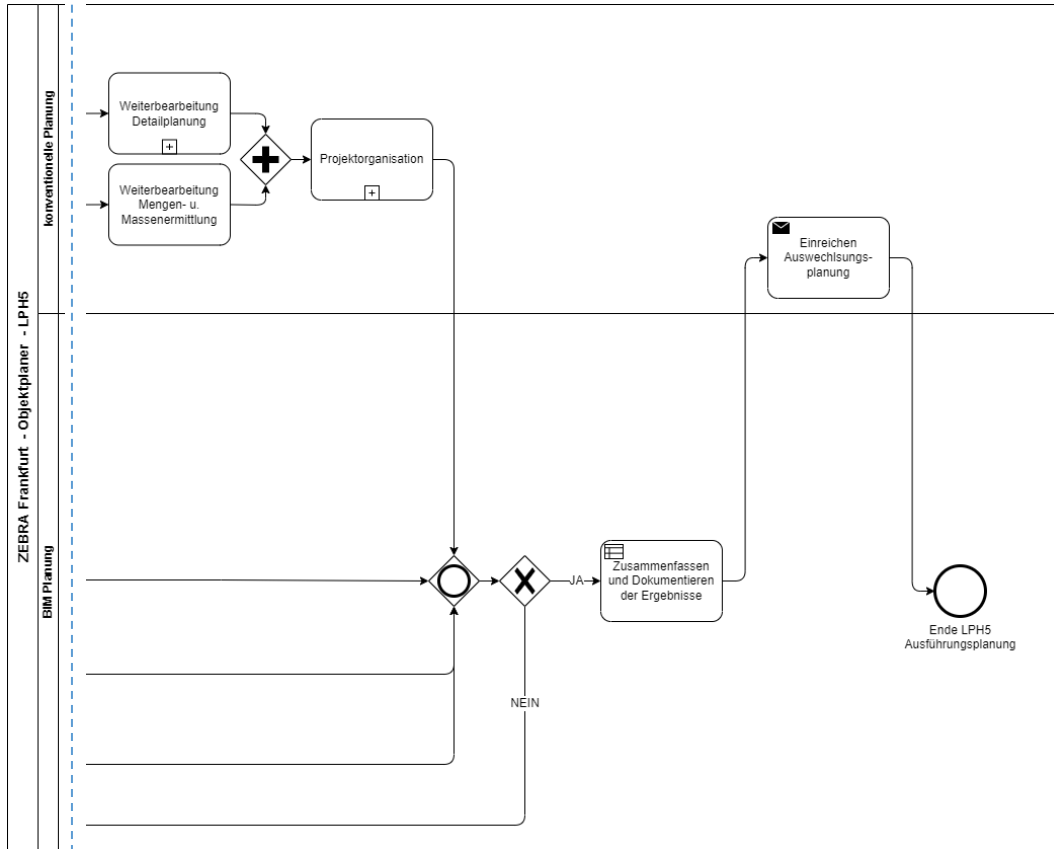 ZEBRA Frankfurt - Objektplaner - LPH5
konventionelle Planung
Weiterbearbeitung
Detailplanung
Weiterbearbeitung
Mengen- u.
Massenermittlung
Projektorganisation
Einreichen
Auswechlsungs-
planung
BIM Planung
JA
Zusammenfassen
und Dokumentieren
der Ergebnisse
NEIN
Ende LPH5
Ausführungsplanung